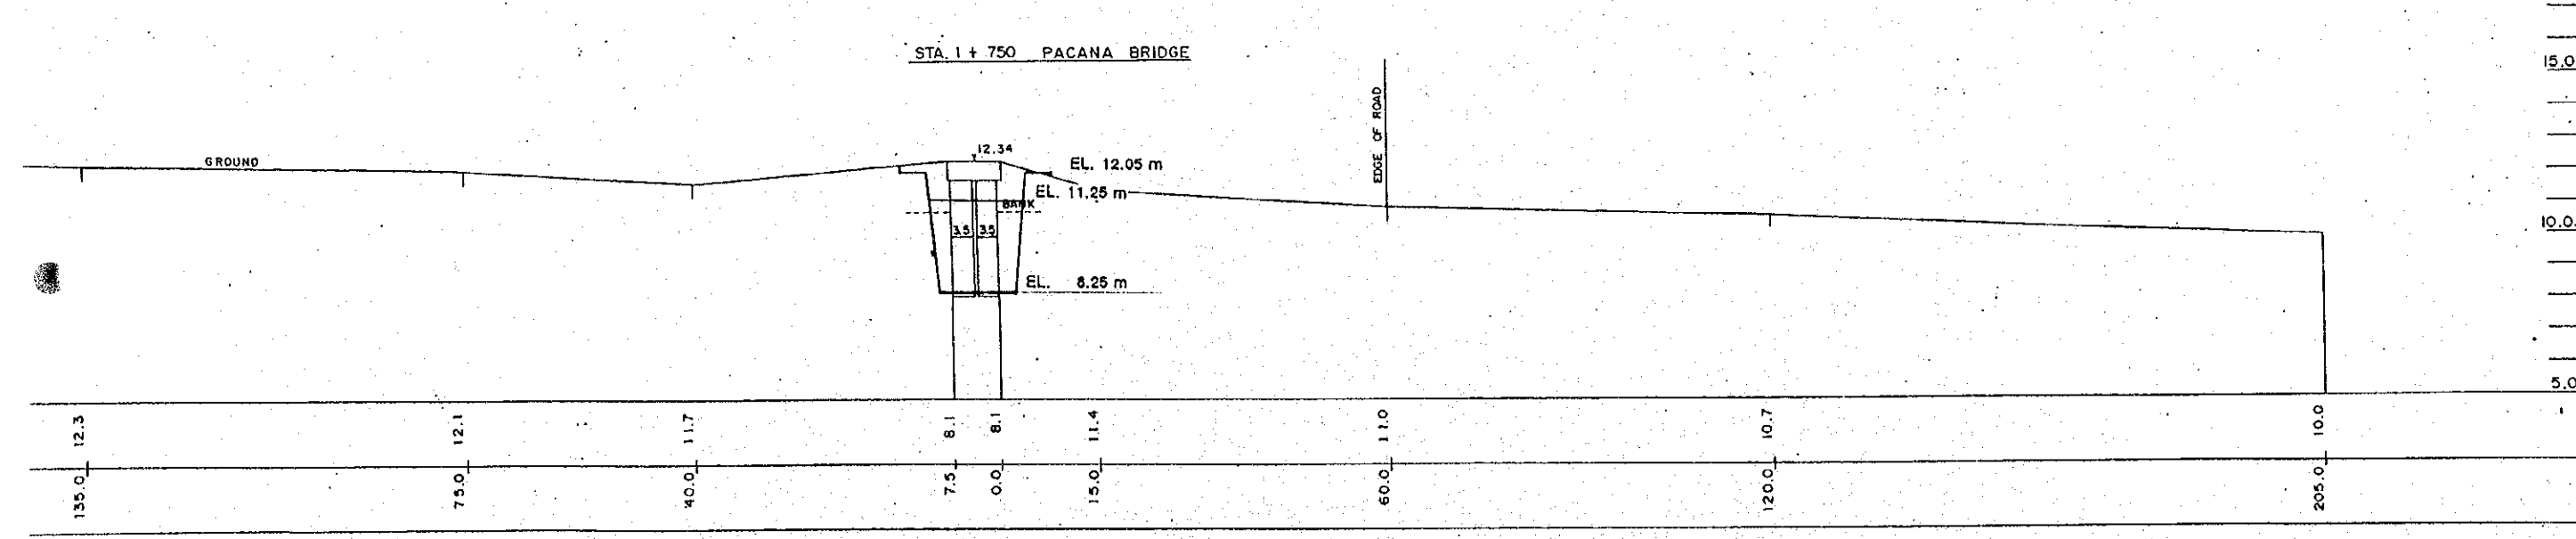 STA. 1 + 750 PACANA BRIDGE
15.0
EDGE OF ROAD
GROUND
12.34
EL. 12.05 m
EL. 11.25 m
BANK
10.0
3.5 3.5
EL. 8.25 m
5.0
12.3 12.1 11.7 8.1 8.1 11.4 11.0 10.7 10.0
135.0 75.0 40.0 7.5 0.0 15.0 60.0 120.0 205.0